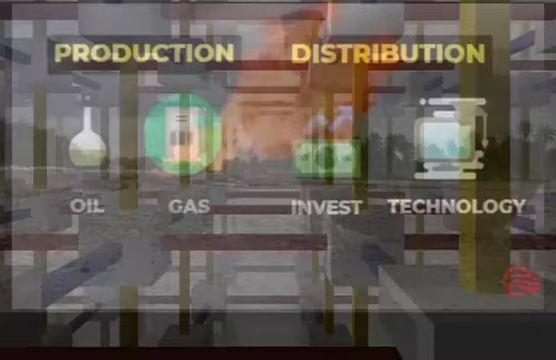 PRODUCTION DISTRIBUTION
OIL GAS INVEST TECHNOLOGY